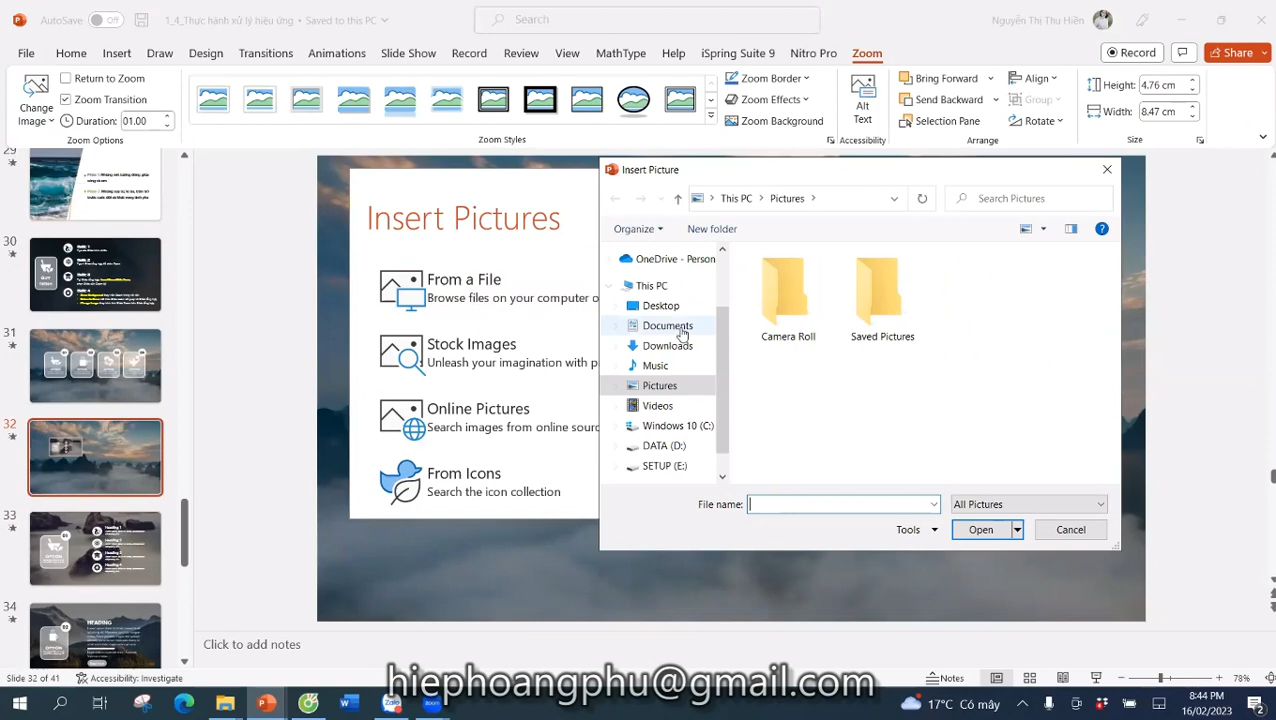 AutoSave Off 1_4_Thực hành xử lý hiệu ứng • Saved to this PC Search Nguyễn Thị Thu Hiền
File Home Insert Draw Design Transitions Animations Slide Show Record Review View MathType Help iSpring Suite 9 Nitro Pro Zoom Record Share
Change Image
Return to Zoom
Zoom Transition
Duration: 01.00
Zoom Options
Zoom Styles
Zoom Border
Zoom Effects
Zoom Background
Alt Text
Accessibility
Bring Forward Align
Send Backward Group
Selection Pane Rotate
Arrange
Height: 4.76 cm
Width: 8.47 cm
Size
29
30
31
32
33
34
HEADING
Insert Pictures
From a File
Browse files on your computer o
Stock Images
Unleash your imagination with p
Online Pictures
Search images from online sourc
From Icons
Search the icon collection
Insert Picture
This PC Pictures
Search Pictures
Organize New folder
OneDrive - Person
This PC
Desktop
Documents
Downloads
Music
Pictures
Videos
Windows 10 (C:)
DATA (D:)
SETUP (E:)
Camera Roll Saved Pictures
File name: All Pictures
Tools Open Cancel
Click to add notes
Slide 32 of 41 Accessibility: Investigate Notes 78%
hiephoangphu@gmail.com
17°C Có mây
8:44 PM
16/02/2023
2